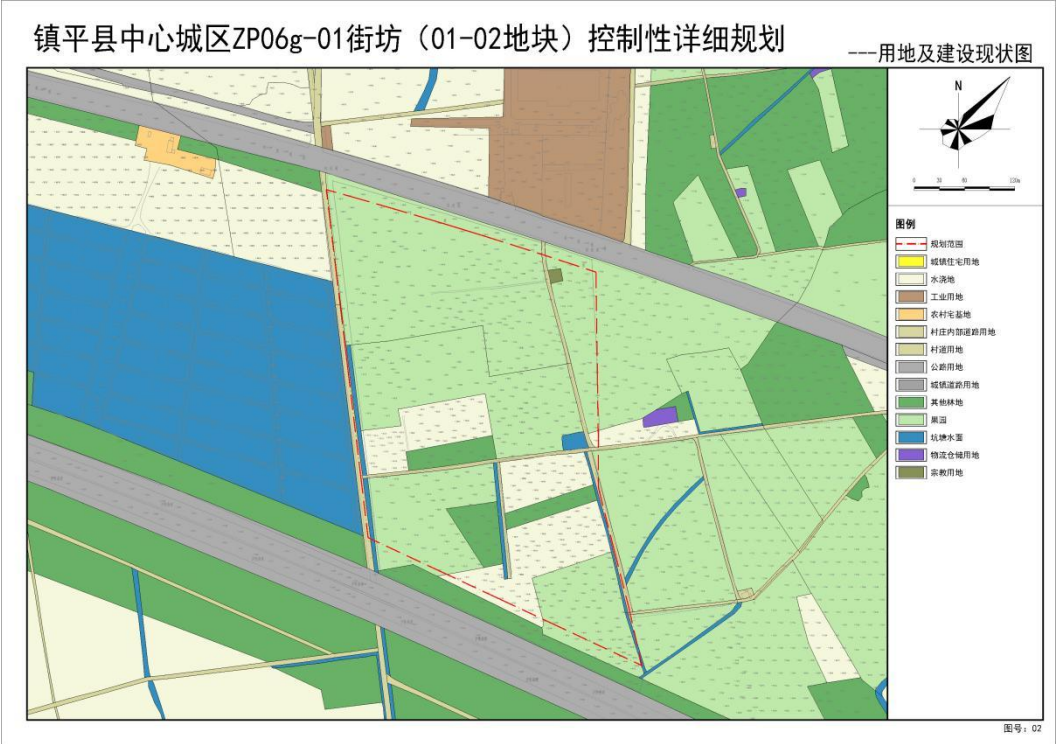 镇平县中心城区ZP06g-01街坊（01-02地块）控制性详细规划
---用地及建设现状图
N
图例
规划范围
城镇住宅用地
水浇地
工业用地
农村宅基地
村庄内部道路用地
村道用地
公路用地
城镇道路用地
其他林地
果园
坑塘水面
物流仓储用地
宗教用地
图号：02